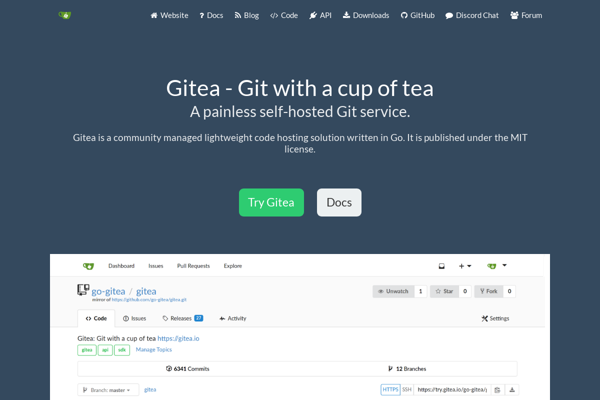 Website ? Docs Blog Code API Downloads GitHub Discord Chat Forum
Gitea - Git with a cup of tea
A painless self-hosted Git service.
Gitea is a community managed lightweight code hosting solution written in Go. It is published under the MIT
license.
Try Gitea Docs
Dashboard Issues Pull Requests Explore
go-gitea / gitea
Unwatch 1 Star 0 Fork 0
mirror of https://github.com/go-gitea/gitea.git
Code Issues Releases 27 Activity Settings
Gitea: Git with a cup of tea https://gitea.io
gitea api sdk Manage Topics
6341 Commits 12 Branches
Branch: master gitea HTTPS SSH https://try.gitea.io/go-gitea/